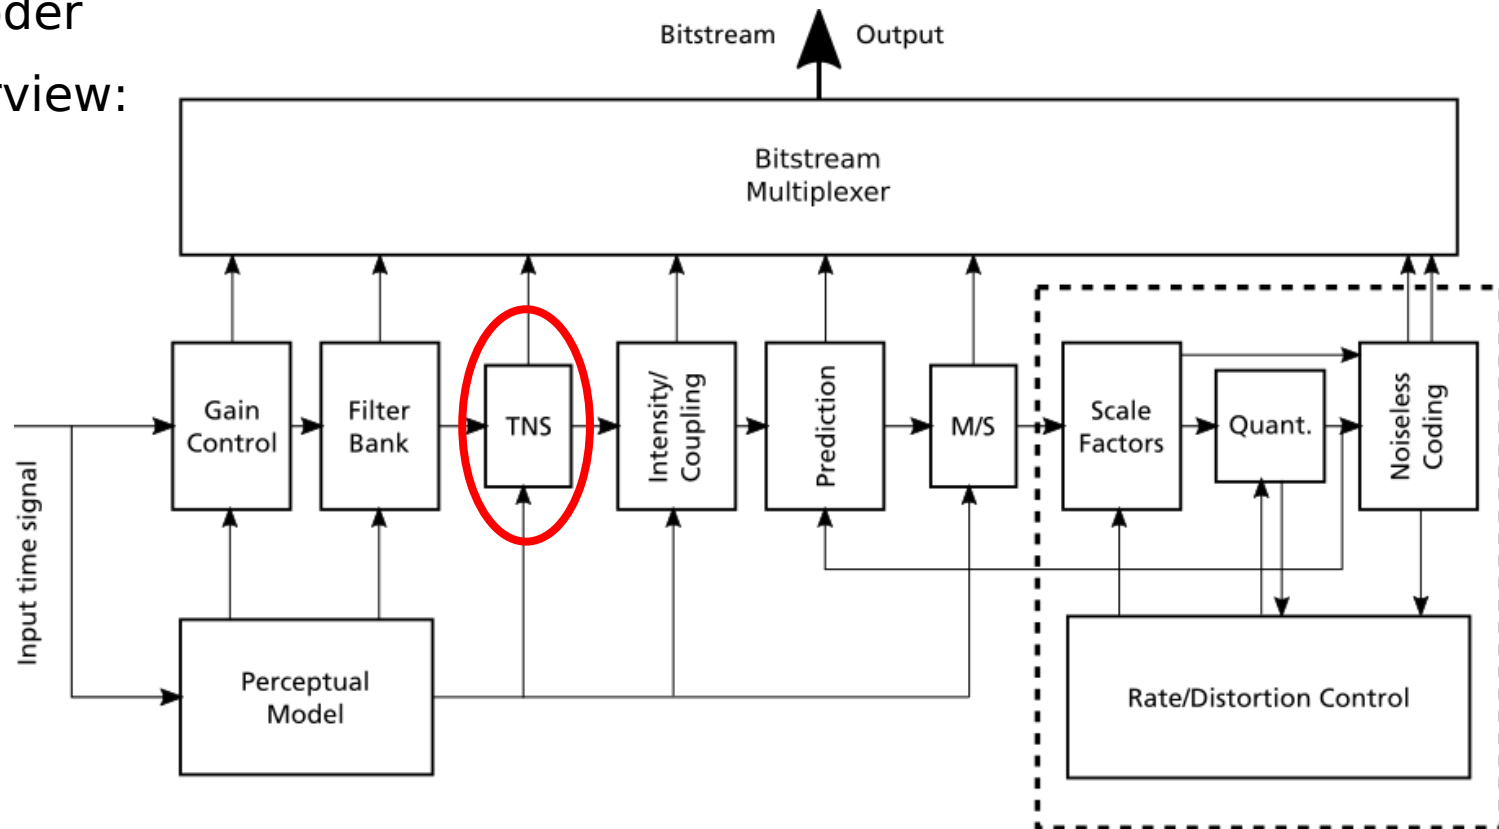 rview:
Bitstream Output
Bitstream
Multiplexer
Gain
Control
Filter
Bank
TNS
Intensity/
Coupling
Prediction
M/S
Scale
Factors
Quant.
Noiseless
Coding
Input time signal
Perceptual
Model
Rate/Distortion Control